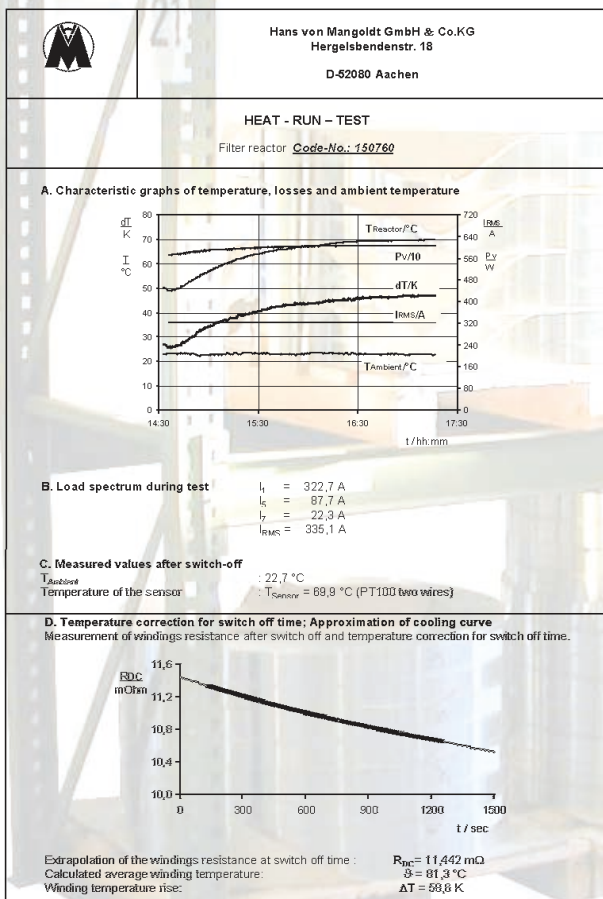 Hans von Mangoldt GmbH & Co.KG
Hergelsbendenstr. 18
D-52080 Aachen
HEAT - RUN – TEST
Filter reactor Code-No.: 150760
A. Characteristic graphs of temperature, losses and ambient temperature
dT
K
T
°C
80
70
60
50
40
30
20
10
0
720
640
560
480
400
320
240
160
80
0
IRMS
A
PV
W
TReactor/°C
PV/10
dT/K
IRMS/A
TAmbient/°C
14:30 15:30 16:30 17:30
t / hh:mm
B. Load spectrum during test
I1 = 322,7 A
I5 = 87,7 A
I7 = 22,3 A
IRMS = 335,1 A
C. Measured values after switch-off
TAmbient : 22,7 °C
Temperature of the sensor : TSensor = 69,9 °C (PT100 two wires)
D. Temperature correction for switch off time; Approximation of cooling curve
Measurement of windings resistance after switch off and temperature correction for switch off time.
RDC
mOhm
11,6
11,2
10,8
10,4
10,0
0 300 600 900 1200 1500
t / sec
Extrapolation of the windings resistance at switch off time : RDC= 11,442 mΩ
Calculated average winding temperature: ϑ = 81,3 °C
Winding temperature rise: ΔT = 58,6 K